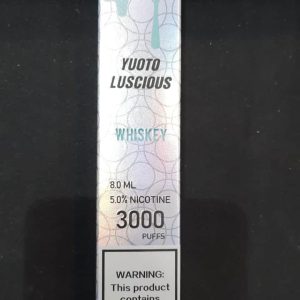 YUOTO
LUSCIOUS
WHISKEY
8.0 ML
5.0% NICOTINE
3000
PUFFS
WARNING:
This product
contains